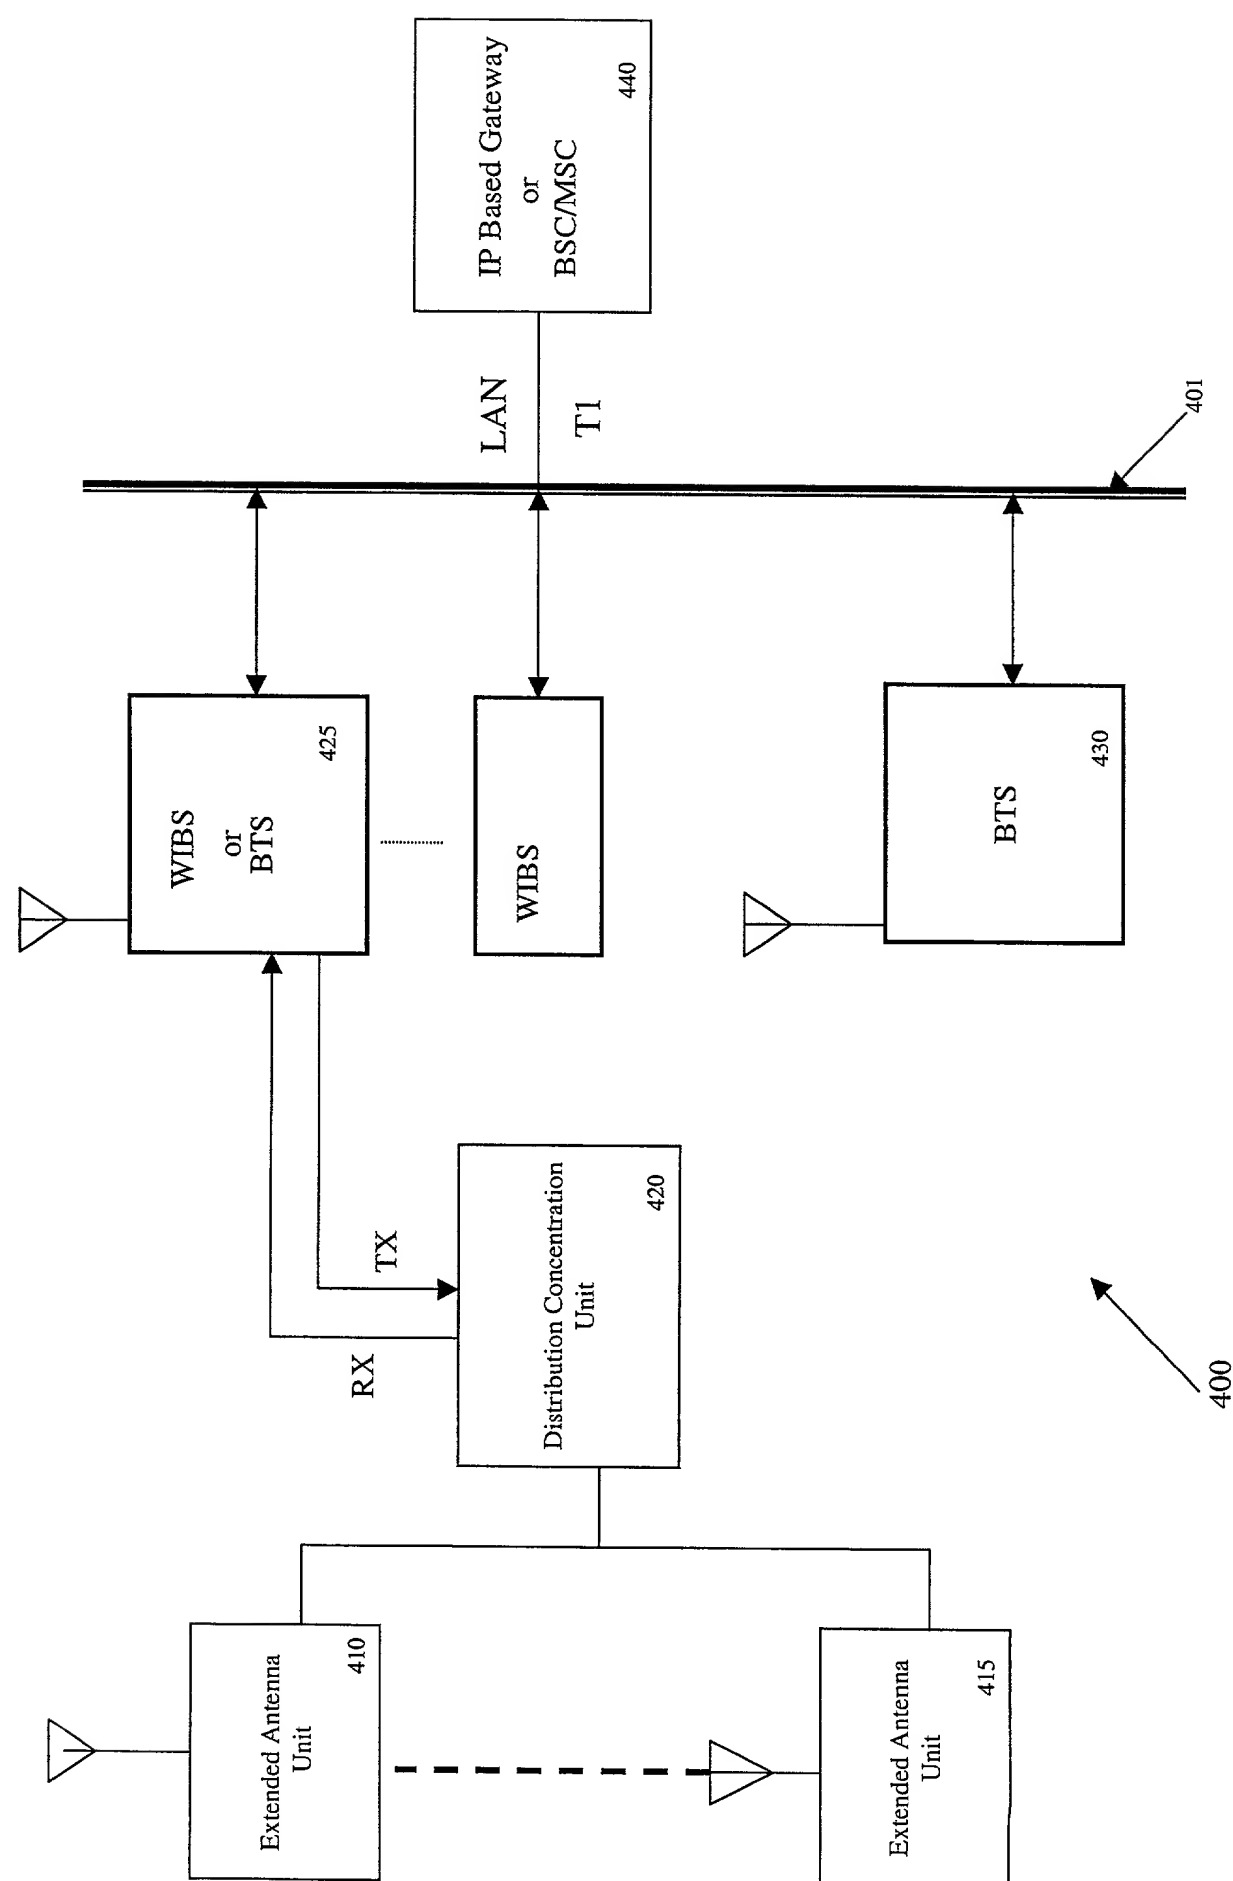 Extended Antenna
Unit
410
Extended Antenna
Unit
415
RX
TX
Distribution Concentration
Unit
420
WIBS
or
BTS
425
WIBS
BTS
430
LAN
T1
401
IP Based Gateway
or
BSC/MSC
440
400